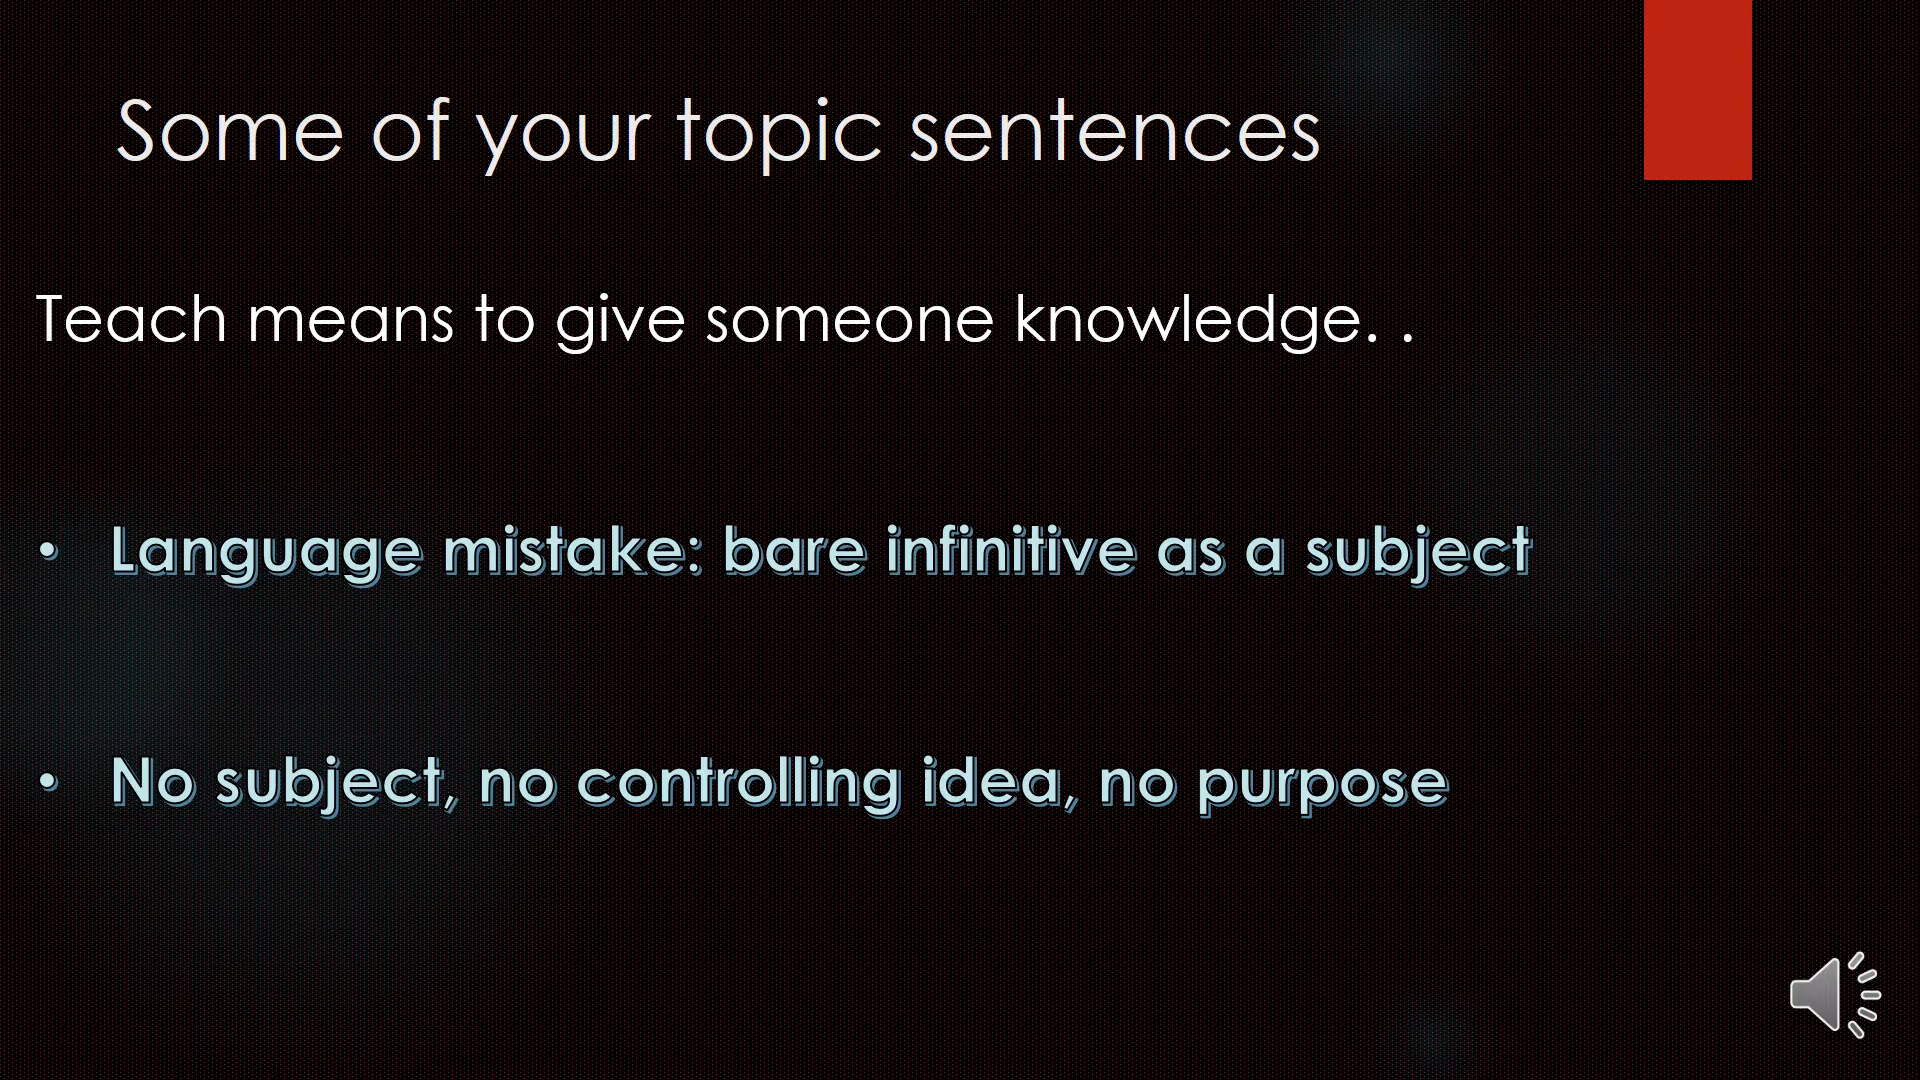 Some of your topic sentences
Teach means to give someone knowledge. .
• Language mistake: bare infinitive as a subject
• No subject, no controlling idea, no purpose